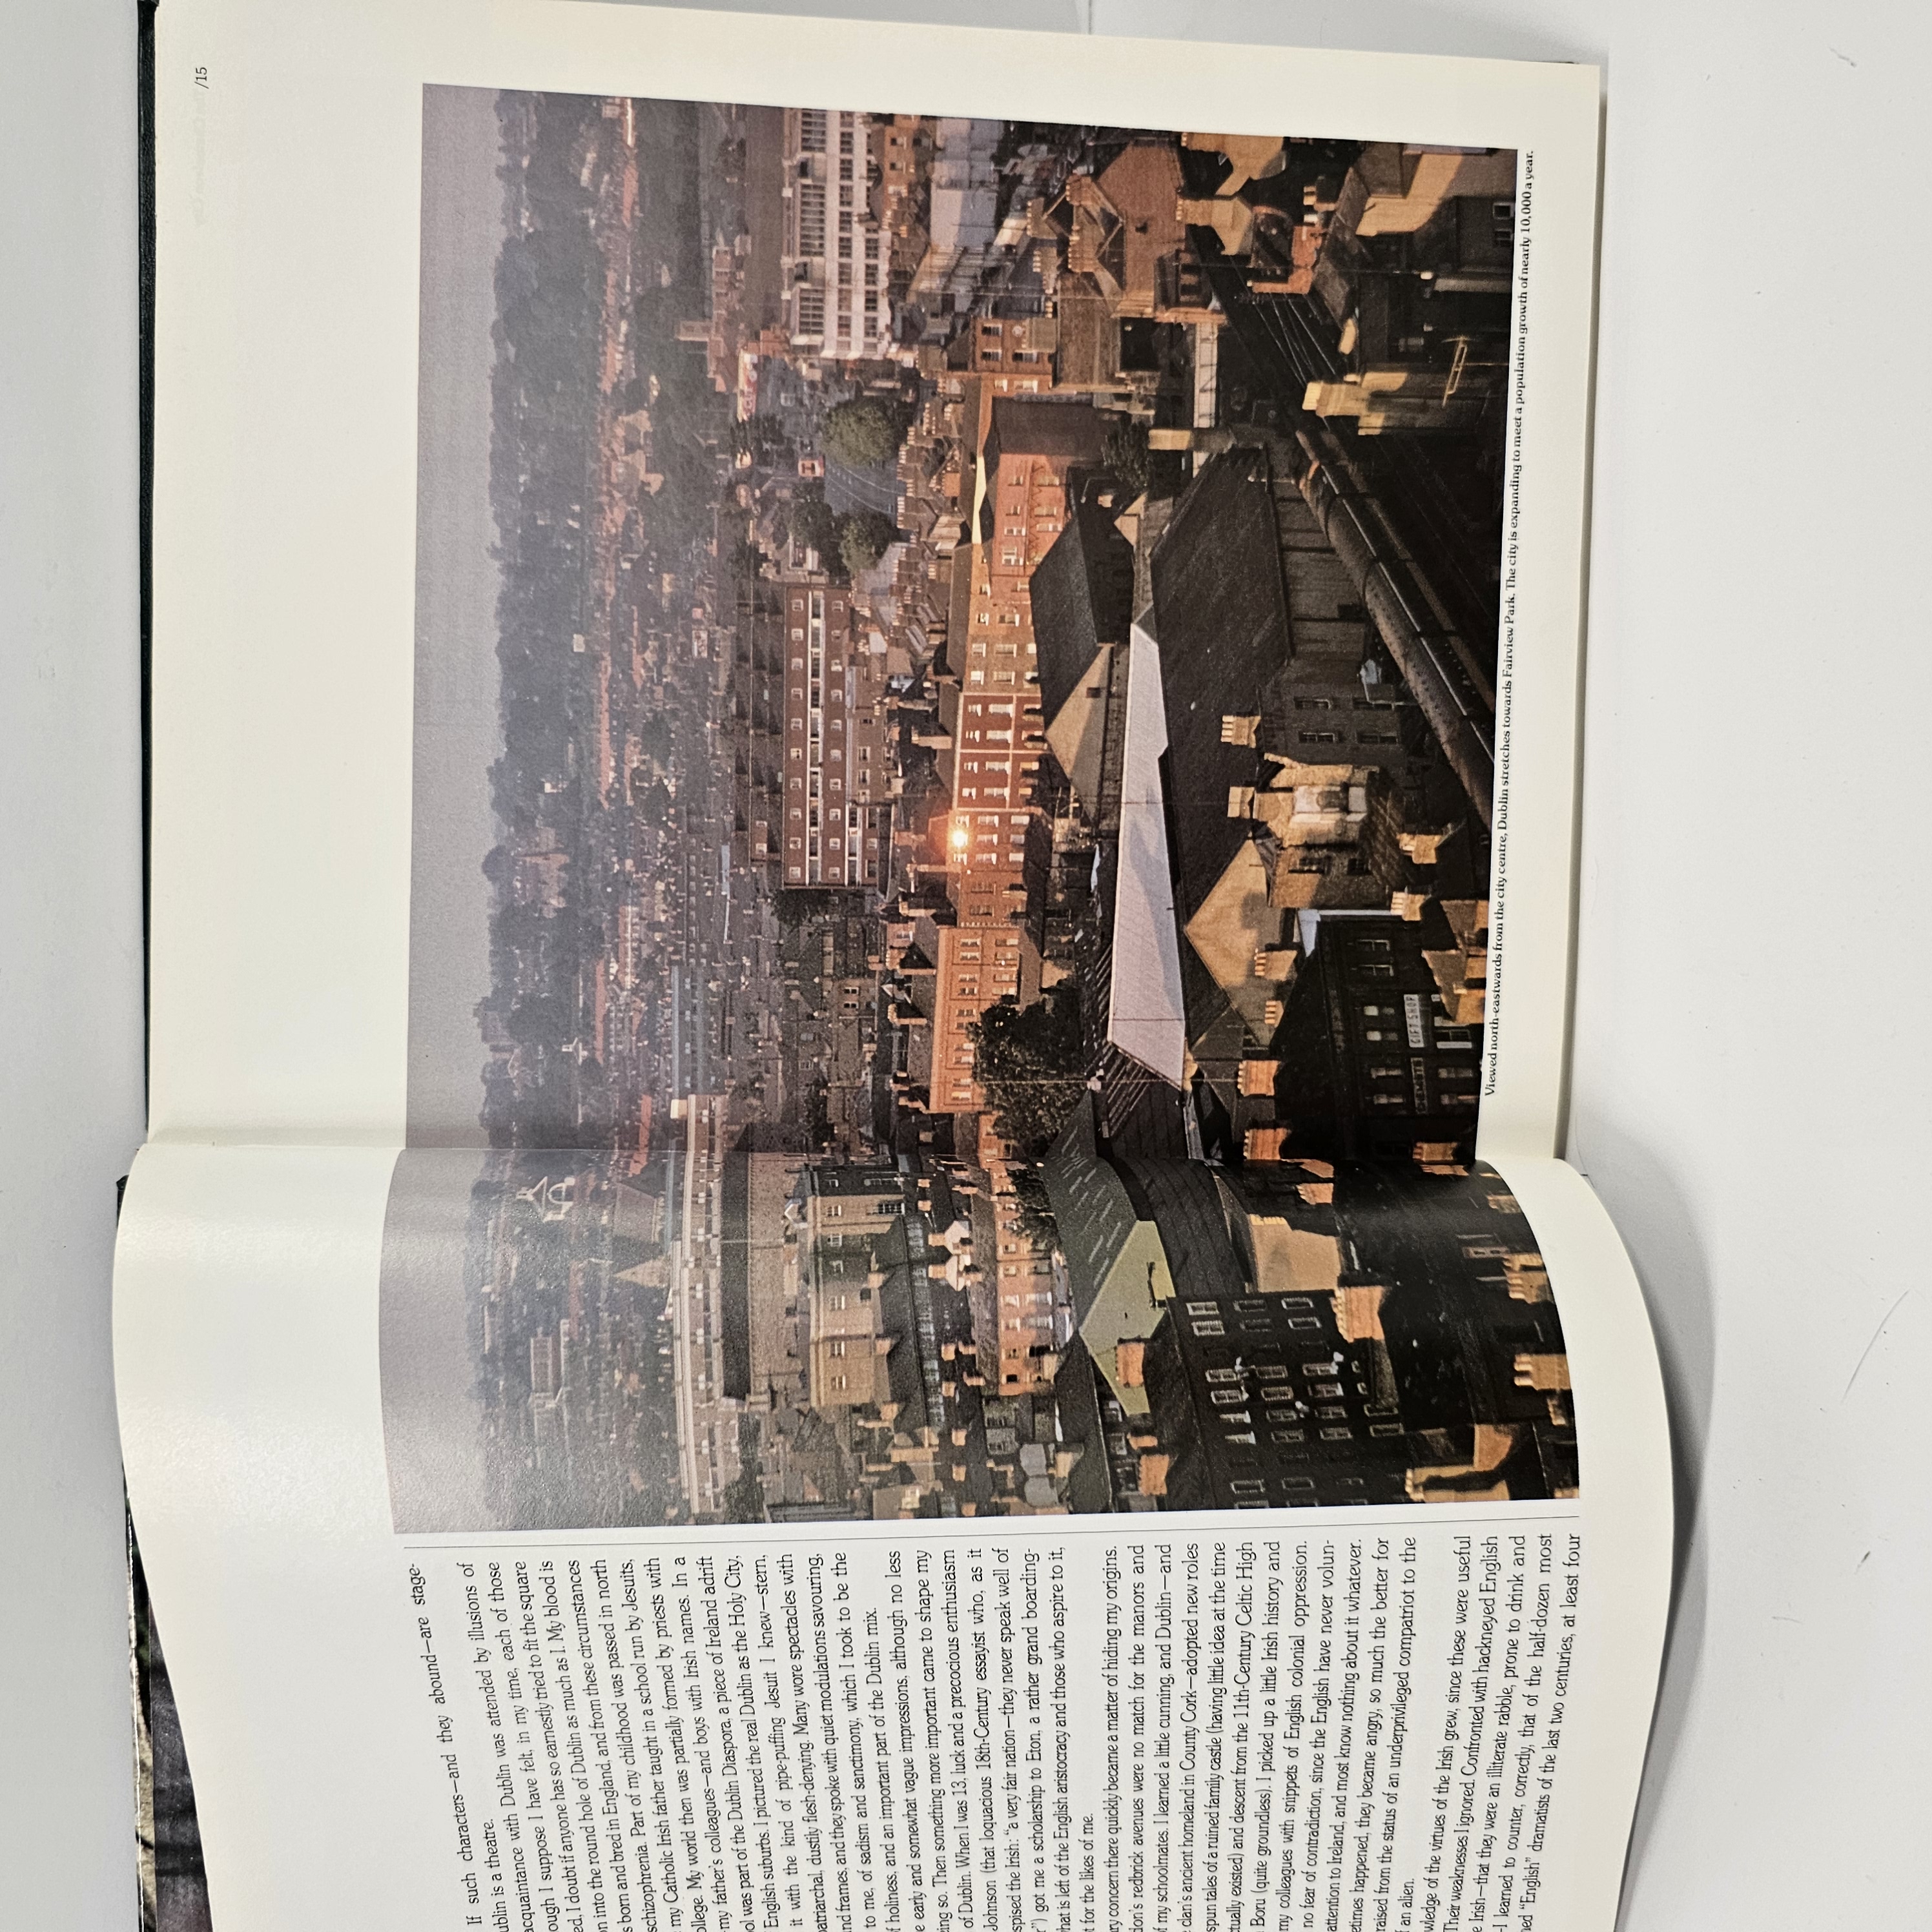 /15
If such characters—and they abound—are stage-
ublin is a theatre.
acquaintance with Dublin was attended by illusions of
ough I suppose I have felt, in my time, each of those
ed, I doubt if anyone has so earnestly tried to fit the square
on into the round hole of Dublin as much as I. My blood is
s born and bred in England, and from these circumstances
schizophrenia. Part of my childhood was passed in north
my Catholic Irish father taught in a school run by Jesuits,
ollege. My world then was partially formed by priests with
-my father's colleagues—and boys with Irish names. In a
ol was part of the Dublin Diaspora, a piece of Ireland adrift
English suburbs. I pictured the real Dublin as the Holy City,
it with the kind of pipe-puffing Jesuit I knew—stern,
patriarchal, dustily flesh-denying. Many wore spectacles with
nd frames, and they spoke with quiet modulations savouring,
to me, of sadism and sanctimony, which I took to be the
f holiness, and an important part of the Dublin mix.
e early and somewhat vague impressions, although no less
eing so. Then something more important came to shape my
of Dublin. When I was 13, luck and a precocious enthusiasm
Johnson (that loquacious 18th-Century essayist who, as it
spised the Irish: "a very fair nation—they never speak well of
r") got me a scholarship to Eton, a rather grand boarding-
what is left of the English aristocracy and those who aspire to it,
t for the likes of me.
ary concern there quickly became a matter of hiding my origins.
don's redbrick avenues were no match for the manors and
f my schoolmates. I learned a little cunning, and Dublin—and
e clan's ancient homeland in County Cork—adopted new roles
spun tales of a ruined family castle (having little idea at the time
ctually existed) and descent from the 11th-Century Celtic High
Boru (quite groundless). I picked up a little Irish history and
my colleagues with snippets of English colonial oppression.
no fear of contradiction, since the English have never volun-
attention to Ireland, and most know nothing about it whatever.
etimes happened, they became angry, so much the better for
raised from the status of an underprivileged compatriot to the
f an alien.
wledge of the virtues of the Irish grew, since these were useful
Their weaknesses I ignored. Confronted with hackneyed English
e Irish—that they were an illiterate rabble, prone to drink and
—I learned to counter, correctly, that of the half-dozen most
ned "English" dramatists of the last two centuries, at least four
CHEMISTS GIFT SHOP
Viewed north-eastwards from the city centre, Dublin stretches towards Fairview Park. The city is expanding to meet a population growth of nearly 10,000 a year.